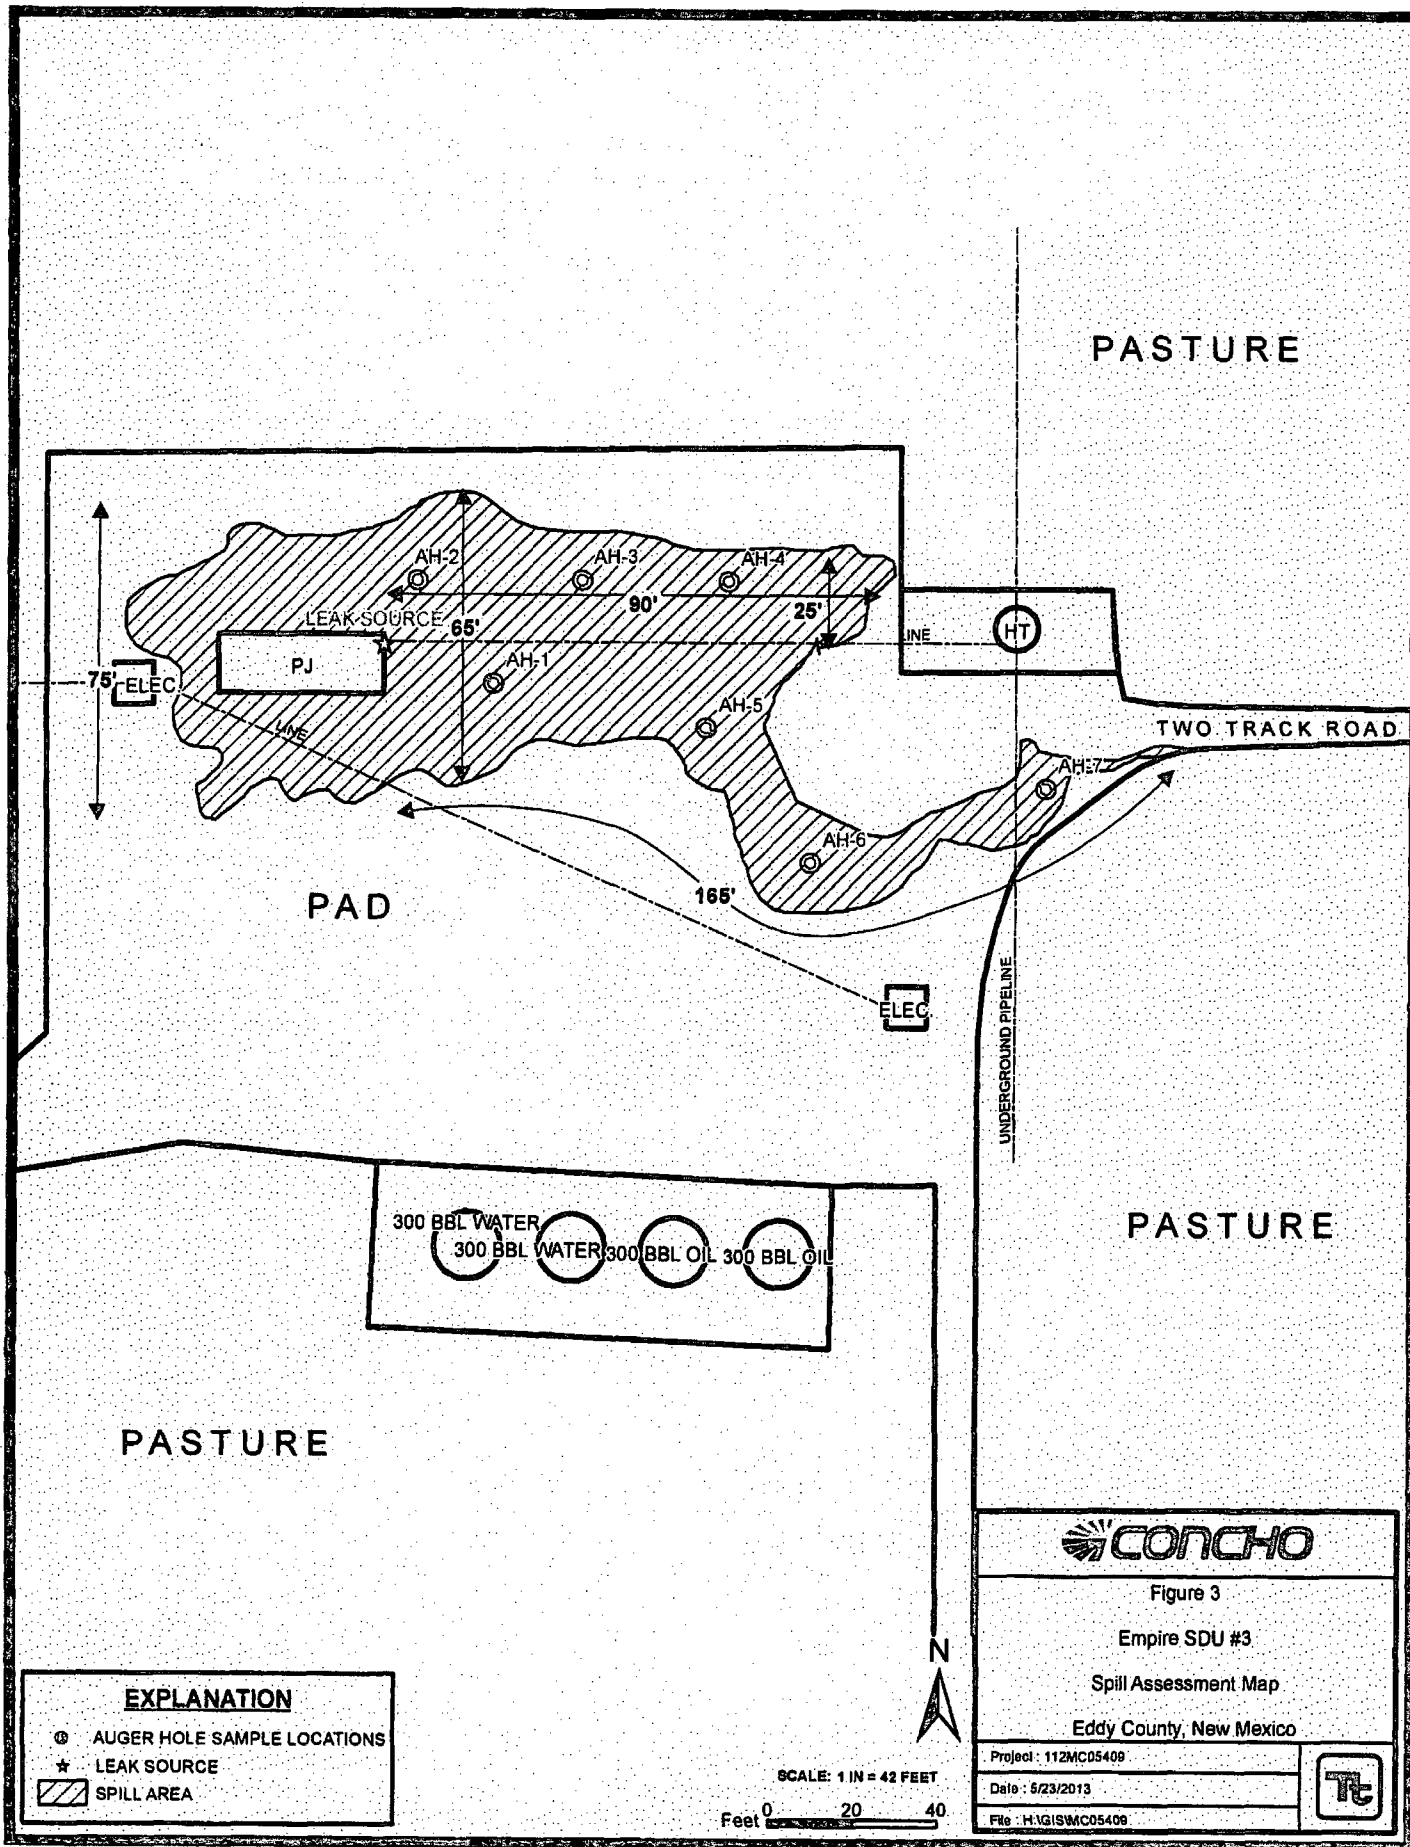 PASTURE
AH-2
AH-3
AH-4
90'
25'
LEAK SOURCE
65'
LINE
HT
PJ
AH-1
75'
ELEC.
LINE
AH-5
TWO TRACK ROAD
AH-7
AH-6
165'
PAD
UNDERGROUND PIPELINE
ELEC.
300 BBL WATER
300 BBL WATER
300 BBL OIL
300 BBL OIL
PASTURE
PASTURE
CONCHO
Figure 3
Empire SDU #3
Spill Assessment Map
Eddy County, New Mexico
Project : 112MC05409
Date : 5/23/2013
File : H:\GIS\MC05409
Tt
N
SCALE: 1 IN = 42 FEET
Feet 0 20 40
EXPLANATION
AUGER HOLE SAMPLE LOCATIONS
LEAK SOURCE
SPILL AREA